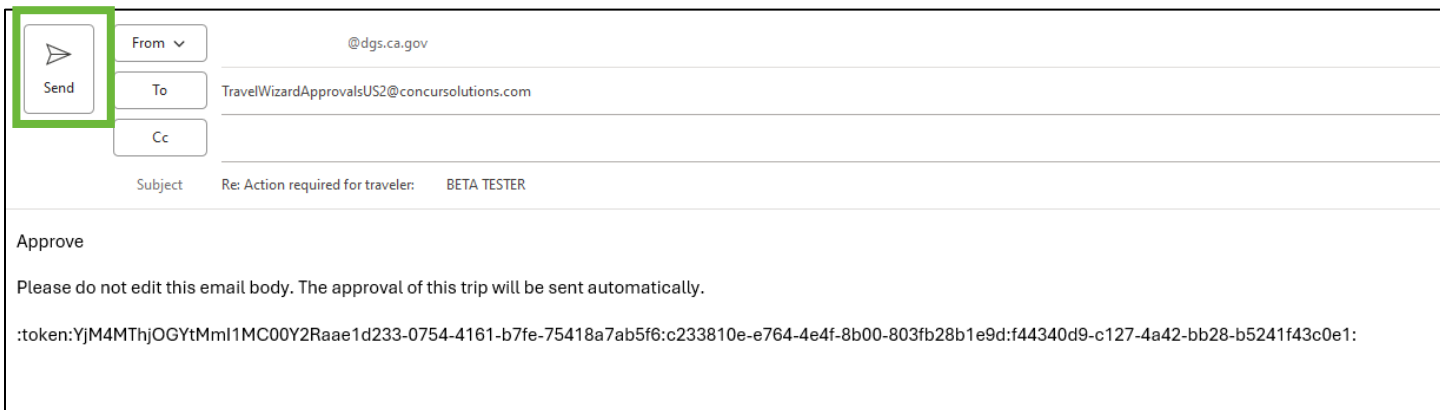 Send
From
@dgs.ca.gov
To
TravelWizardApprovalsUS2@concursolutions.com
Cc
Subject
Re: Action required for traveler: BETA TESTER
Approve
Please do not edit this email body. The approval of this trip will be sent automatically.
:token:YjM4MThjOGYtMmI1MC00Y2Raae1d233-0754-4161-b7fe-75418a7ab5f6:c233810e-e764-4e4f-8b00-803fb28b1e9d:f44340d9-c127-4a42-bb28-b5241f43c0e1: